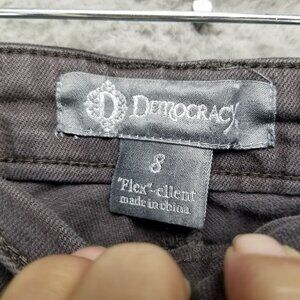 D DEMOCRACY
8
"Flex"-ellent
made in china